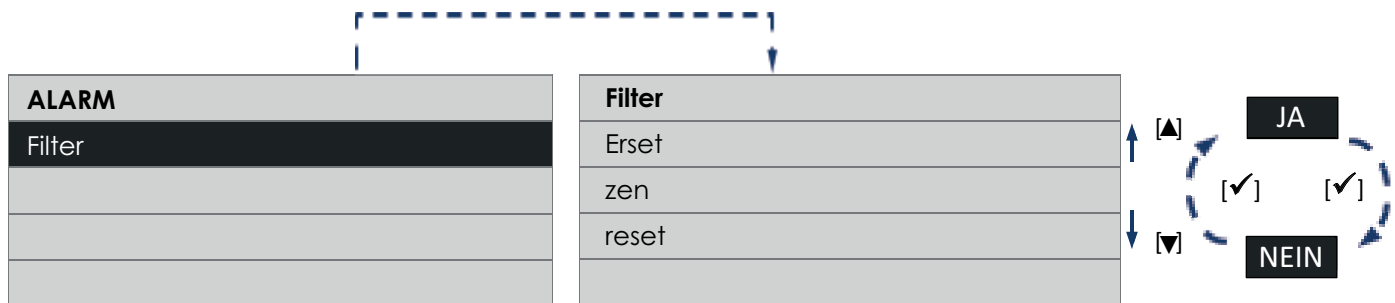 ALARM
Filter
Filter
Erset
zen
reset
[▲]
[▼]
JA
[✓] [✓]
NEIN